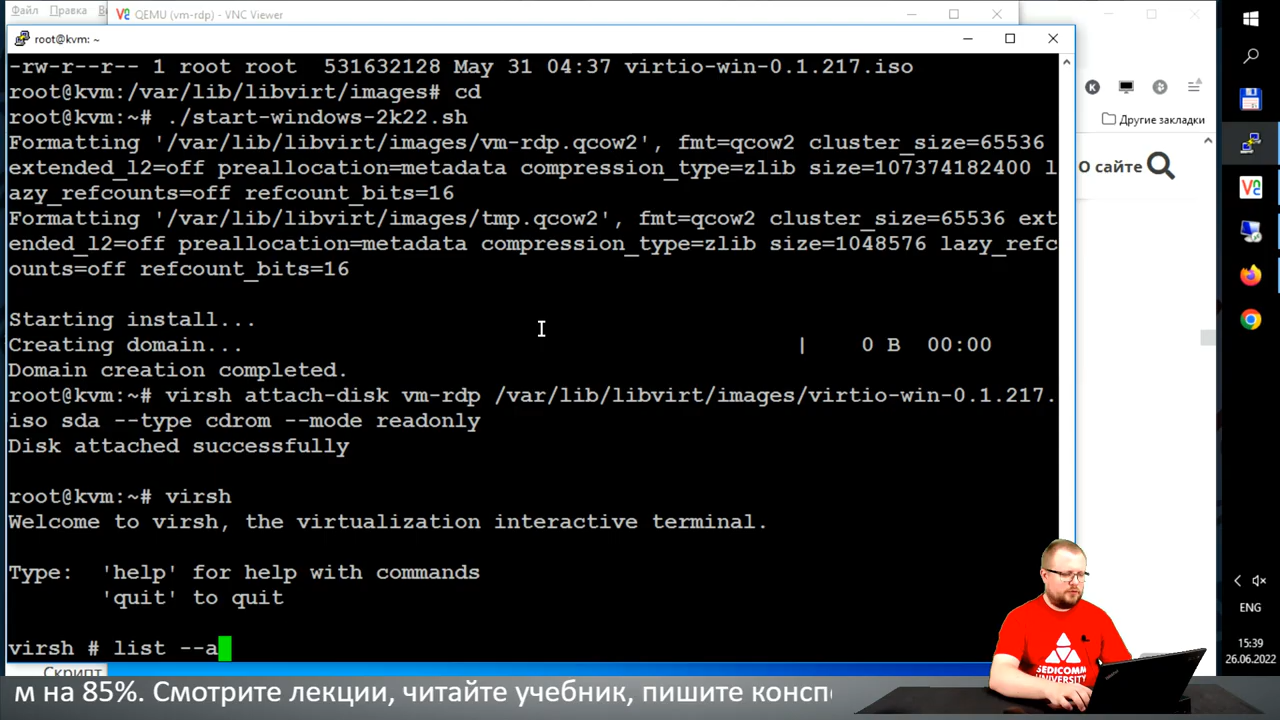 Файл Правка
QEMU (vm-rdp) - VNC Viewer
root@kvm: ~
-rw-r--r-- 1 root root  531632128 May 31 04:37 virtio-win-0.1.217.iso
root@kvm:/var/lib/libvirt/images# cd
root@kvm:~# ./start-windows-2k22.sh
Formatting '/var/lib/libvirt/images/vm-rdp.qcow2', fmt=qcow2 cluster_size=65536
extended_l2=off preallocation=metadata compression_type=zlib size=107374182400 l
azy_refcounts=off refcount_bits=16
Formatting '/var/lib/libvirt/images/tmp.qcow2', fmt=qcow2 cluster_size=65536 ext
ended_l2=off preallocation=metadata compression_type=zlib size=1048576 lazy_refc
ounts=off refcount_bits=16
Starting install...
Creating domain... | 0 B 00:00
Domain creation completed.
root@kvm:~# virsh attach-disk vm-rdp /var/lib/libvirt/images/virtio-win-0.1.217.
iso sda --type cdrom --mode readonly
Disk attached successfully
root@kvm:~# virsh
Welcome to virsh, the virtualization interactive terminal.
Type:  'help' for help with commands
'quit' to quit
virsh # list --a
Другие закладки
О сайте
ENG
15:39
26.06.2022
SEDICOMM
UNIVERSITY
Скрипт
м на 85%. Смотрите лекции, читайте учебник, пишите консп